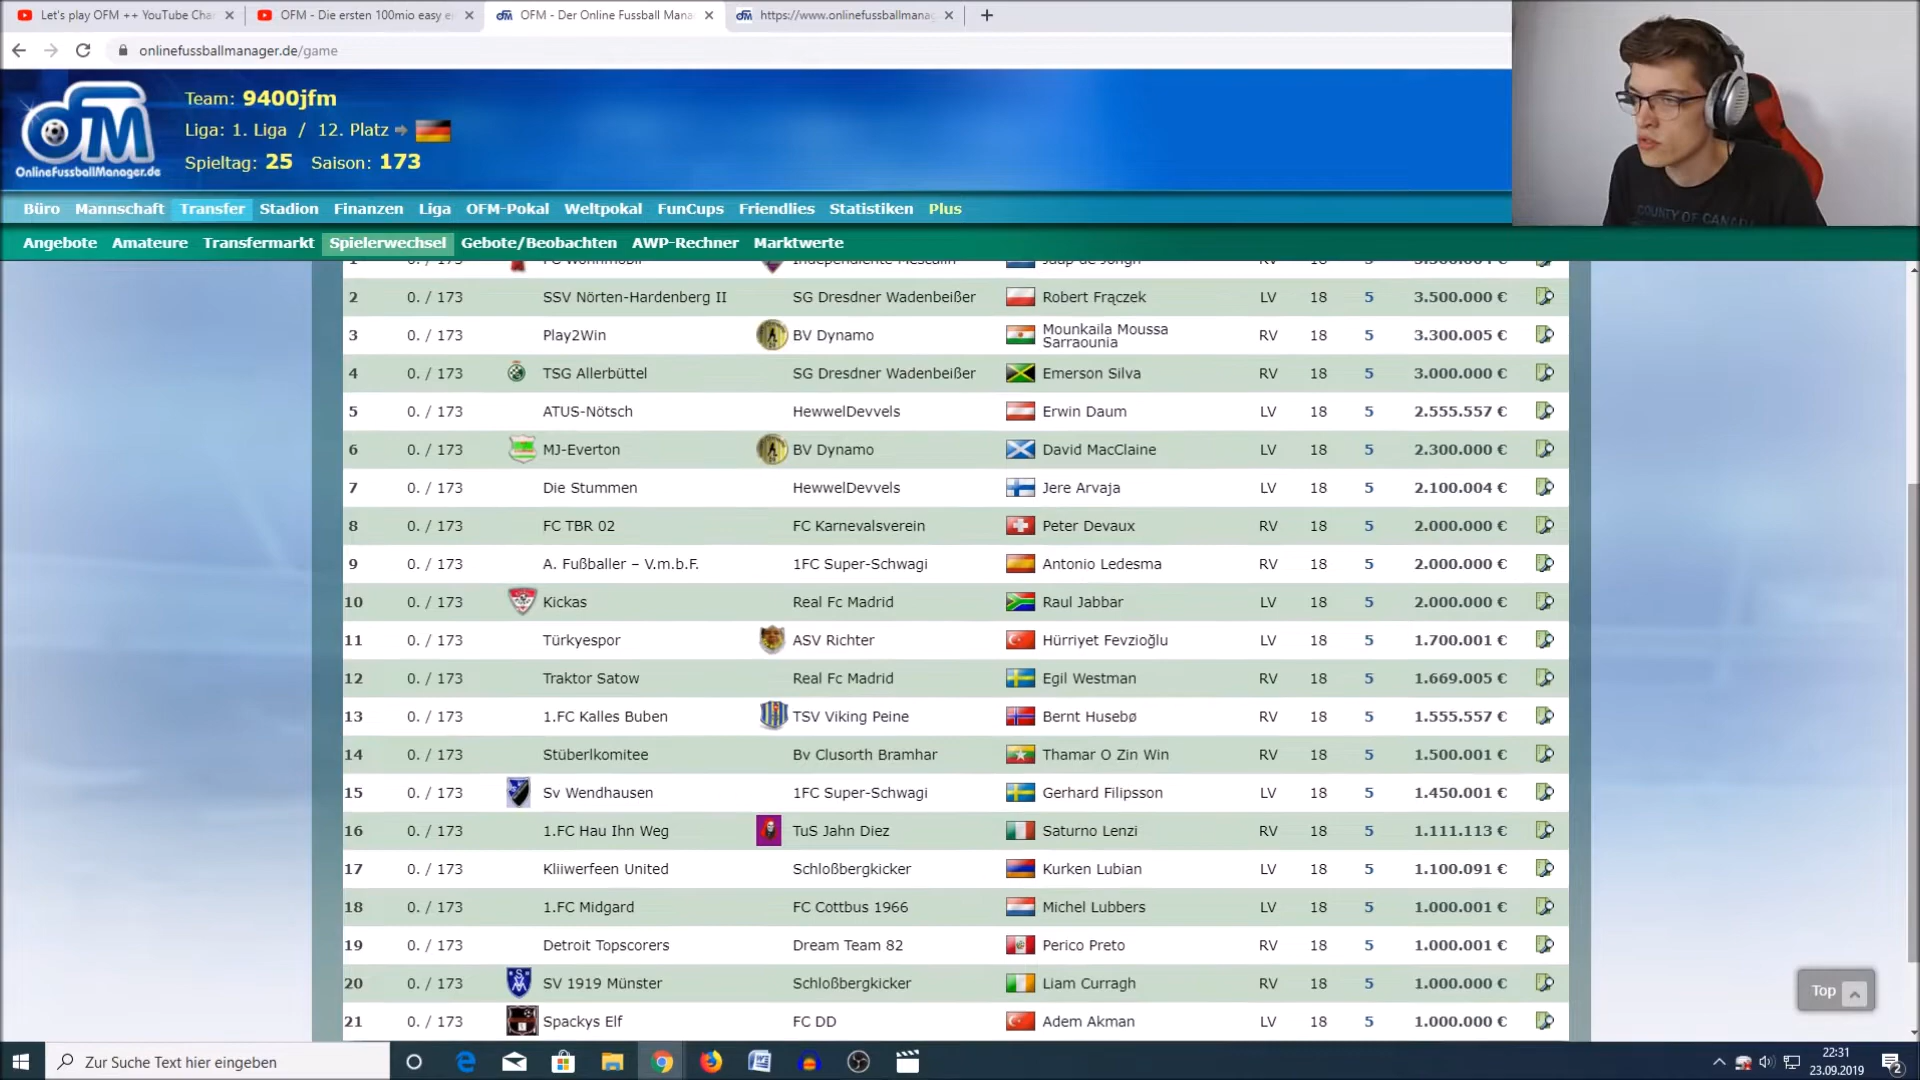 Let's play OFM ++ YouTube Cha
OFM - Die ersten 100mio easy e
OFM - Der Online Fussball Mana
https://www.onlinefussballmanag
onlinefussballmanager.de/game
OFM
OnlineFussballManager.de
Team: 9400jfm
Liga: 1. Liga / 12. Platz
Spieltag: 25 Saison: 173
COUNTY OF CANADA
Büro Mannschaft Transfer Stadion Finanzen Liga OFM-Pokal Weltpokal FunCups Friendlies Statistiken Plus
Angebote Amateure Transfermarkt Spielerwechsel Gebote/Beobachten AWP-Rechner Marktwerte
2 0. / 173 SSV Nörten-Hardenberg II SG Dresdner Wadenbeißer Robert Frączek LV 18 5 3.500.000 €
3 0. / 173 Play2Win BV Dynamo Mounkaila Moussa Sarraounia RV 18 5 3.300.005 €
4 0. / 173 TSG Allerbüttel SG Dresdner Wadenbeißer Emerson Silva RV 18 5 3.000.000 €
5 0. / 173 ATUS-Nötsch HewwelDevvels Erwin Daum LV 18 5 2.555.557 €
6 0. / 173 MJ-Everton BV Dynamo David MacClaine LV 18 5 2.300.000 €
7 0. / 173 Die Stummen HewwelDevvels Jere Arvaja LV 18 5 2.100.004 €
8 0. / 173 FC TBR 02 FC Karnevalsverein Peter Devaux RV 18 5 2.000.000 €
9 0. / 173 A. Fußballer – V.m.b.F. 1FC Super-Schwagi Antonio Ledesma RV 18 5 2.000.000 €
10 0. / 173 Kickas Real Fc Madrid Raul Jabbar LV 18 5 2.000.000 €
11 0. / 173 Türkyespor ASV Richter Hürriyet Fevzioğlu LV 18 5 1.700.001 €
12 0. / 173 Traktor Satow Real Fc Madrid Egil Westman RV 18 5 1.669.005 €
13 0. / 173 1.FC Kalles Buben TSV Viking Peine Bernt Husebø RV 18 5 1.555.557 €
14 0. / 173 Stüberlkomitee Bv Clusorth Bramhar Thamar O Zin Win RV 18 5 1.500.001 €
15 0. / 173 Sv Wendhausen 1FC Super-Schwagi Gerhard Filipsson LV 18 5 1.450.001 €
16 0. / 173 1.FC Hau Ihn Weg TuS Jahn Diez Saturno Lenzi RV 18 5 1.111.113 €
17 0. / 173 Kliiwerfeen United Schloßbergkicker Kurken Lubian LV 18 5 1.100.091 €
18 0. / 173 1.FC Midgard FC Cottbus 1966 Michel Lubbers LV 18 5 1.000.001 €
19 0. / 173 Detroit Topscorers Dream Team 82 Perico Preto RV 18 5 1.000.001 €
20 0. / 173 SV 1919 Münster Schloßbergkicker Liam Curragh RV 18 5 1.000.000 €
21 0. / 173 Spackys Elf FC DD Adem Akman LV 18 5 1.000.000 €
Top
Zur Suche Text hier eingeben
22:31
23.09.2019
2